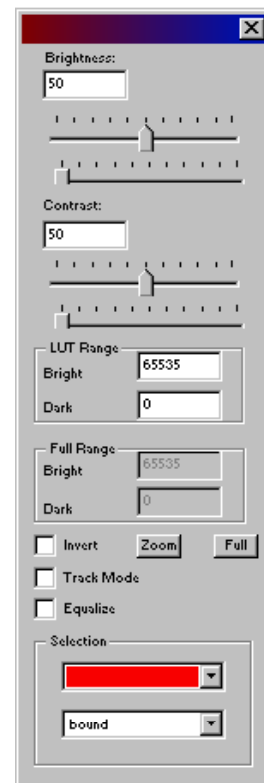 Brightness:
50
Contrast:
50
LUT Range
Bright 65535
Dark 0
Full Range
Bright 65535
Dark 0
Invert Zoom Full
Track Mode
Equalize
Selection
bound